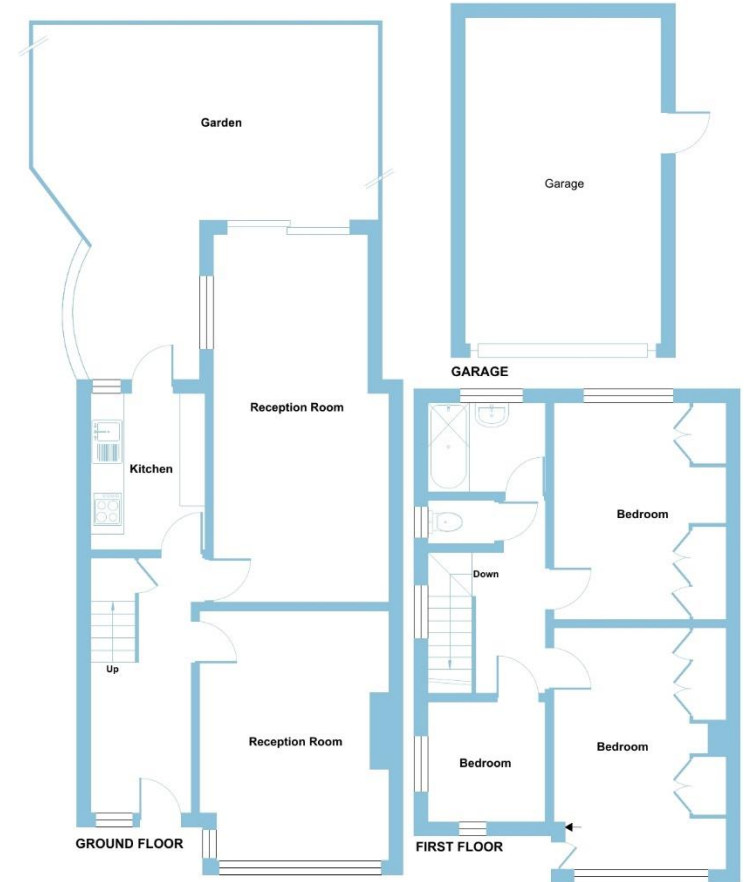 Garden
Garage
GARAGE
Reception Room
Kitchen
Bedroom
Down
Up
Reception Room
Bedroom
Bedroom
GROUND FLOOR
FIRST FLOOR